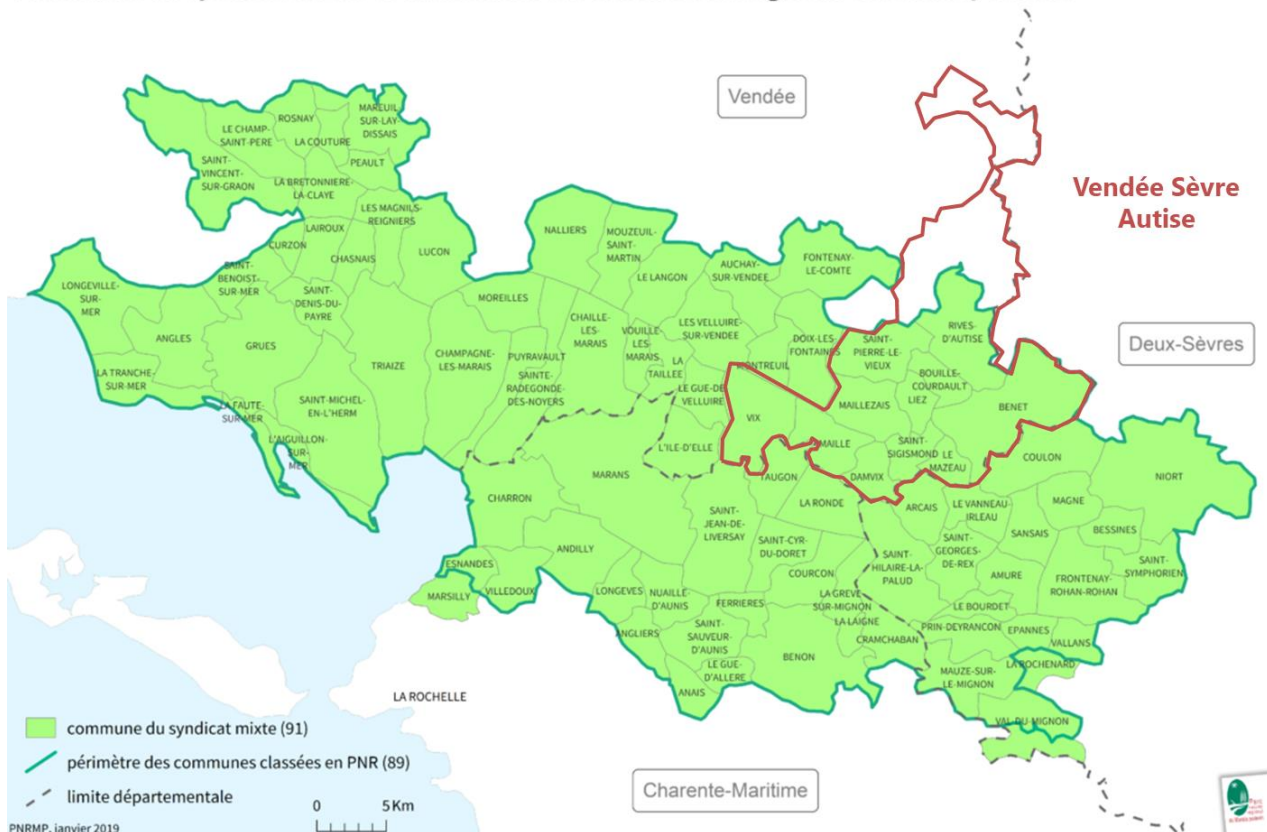 Vendée
Vendée Sèvre
Autise
Deux-Sèvres
Charente-Maritime
MAREUIL-
SUR-LAY-
DISSAIS
ROSNAY
LE CHAMP-
SAINT-PERE
LA COUTURE
PEAULT
SAINT-
VINCENT-
SUR-GRAON
LA BRETONNIERE-
LA-CLAYE
LES MAGNILS-
REIGNIERS
LAIROUX
CURZON
CHASNAIS
LUCON
NALLIERS
MOUZEUIL-
SAINT-
MARTIN
LE LANGON
AUCHAY-
SUR-VENDEE
FONTENAY-
LE-COMTE
LONGEVILLE-
SUR-
MER
SAINT-
BENOIST-
SUR-MER
SAINT-
DENIS-DU-
PAYRE
MOREILLES
CHAILLE-
LES-
MARAIS
VOUILLE-
LES-
MARAIS
LES VELLUIRE-
SUR-VENDEE
DOIX-LES-
FONTAINES
SAINT-
PIERRE-LE-
VIEUX
RIVES-
D'AUTISE
ANGLES
GRUES
TRIAIZE
CHAMPAGNE-
LES-MARAIS
PUYRAVAULT
SAINTE-
RADEGONDE-
DES-NOYERS
LA
TAILLEE
MONTREUIL
LE GUE-DE-
VELLUIRE
BOUILLE-
COURDAULT
LIEZ
BENET
LA TRANCHE-
SUR-MER
LA FAUTE-
SUR-MER
SAINT-MICHEL-
EN-L'HERM
L'AIGUILLON-
SUR-
MER
VIX
MAILLEZAIS
MAILLE
SAINT-
SIGISMOND
LE
MAZEAU
DAMVIX
L'ILE-D'ELLE
COULON
NIORT
MARANS
TAUGON
LA RONDE
CHARRON
ARCAIS
LE VANNEAU-
IRLEAU
MAGNE
SANSAIS
BESSINES
SAINT-
JEAN-DE-
LIVERSAY
SAINT-CYR-
DU-DORET
SAINT-
HILAIRE-LA-
PALUD
SAINT-
GEORGES-
DE-REX
AMURE
FRONTENAY-
ROHAN-ROHAN
SAINT-
SYMPHORIEN
ANDILLY
ESNANDES
MARSILLY
VILLEDOUX
LONGEVES
NUAILLE-
D'AUNIS
FERRIERES
COURCON
LA GREVE-
SUR-MIGNON
LA LAIGNE
CRAMCHABAN
LE BOURDET
PRIN-DEYRANCON
EPANNES
VALLANS
ANGLIERS
SAINT-
SAUVEUR-
D'AUNIS
LE GUE-
D'ALLERE
BENON
ANAIS
MAUZE-SUR-
LE-MIGNON
LA ROCHENARD
VAL-DU-MIGNON
LA ROCHELLE
commune du syndicat mixte (91)
périmètre des communes classées en PNR (89)
limite départementale
0 5 Km
PNRMP, janvier 2019